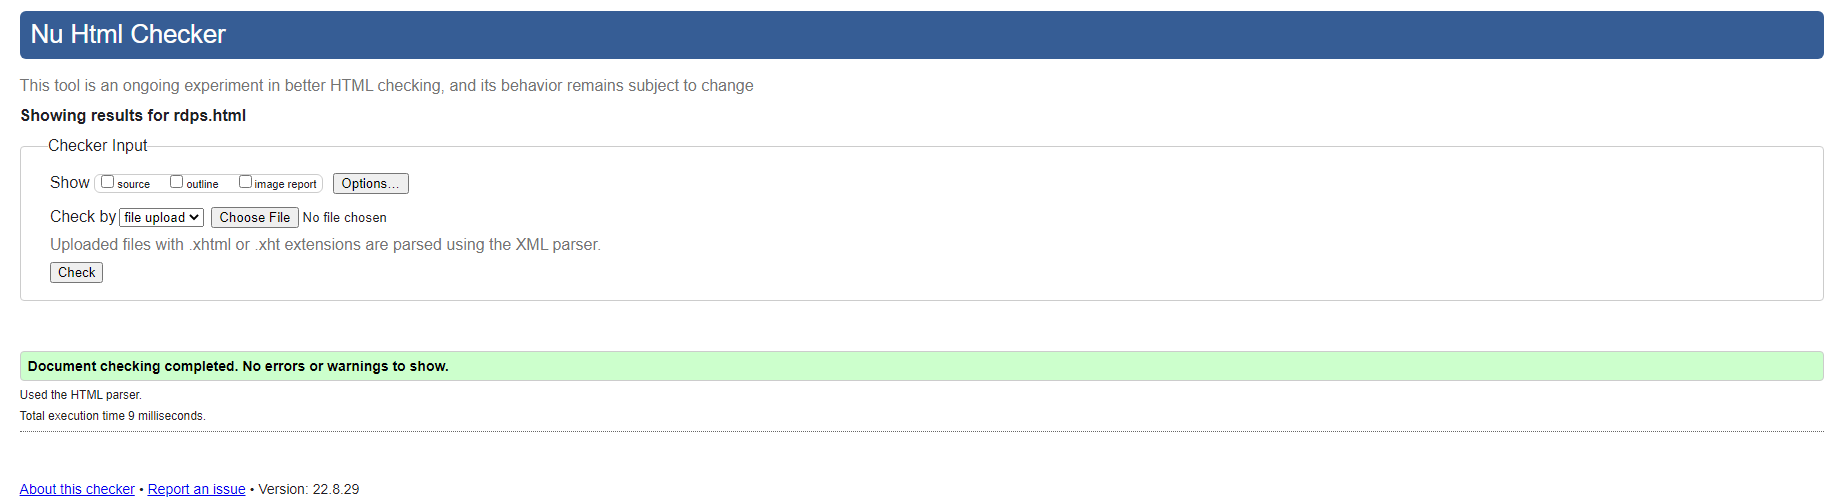 Nu Html Checker
This tool is an ongoing experiment in better HTML checking, and its behavior remains subject to change
Showing results for rdps.html
Checker Input
Show source outline image report Options...
Check by file upload Choose File No file chosen
Uploaded files with .xhtml or .xht extensions are parsed using the XML parser.
Check
Document checking completed. No errors or warnings to show.
Used the HTML parser.
Total execution time 9 milliseconds.
About this checker • Report an issue • Version: 22.8.29